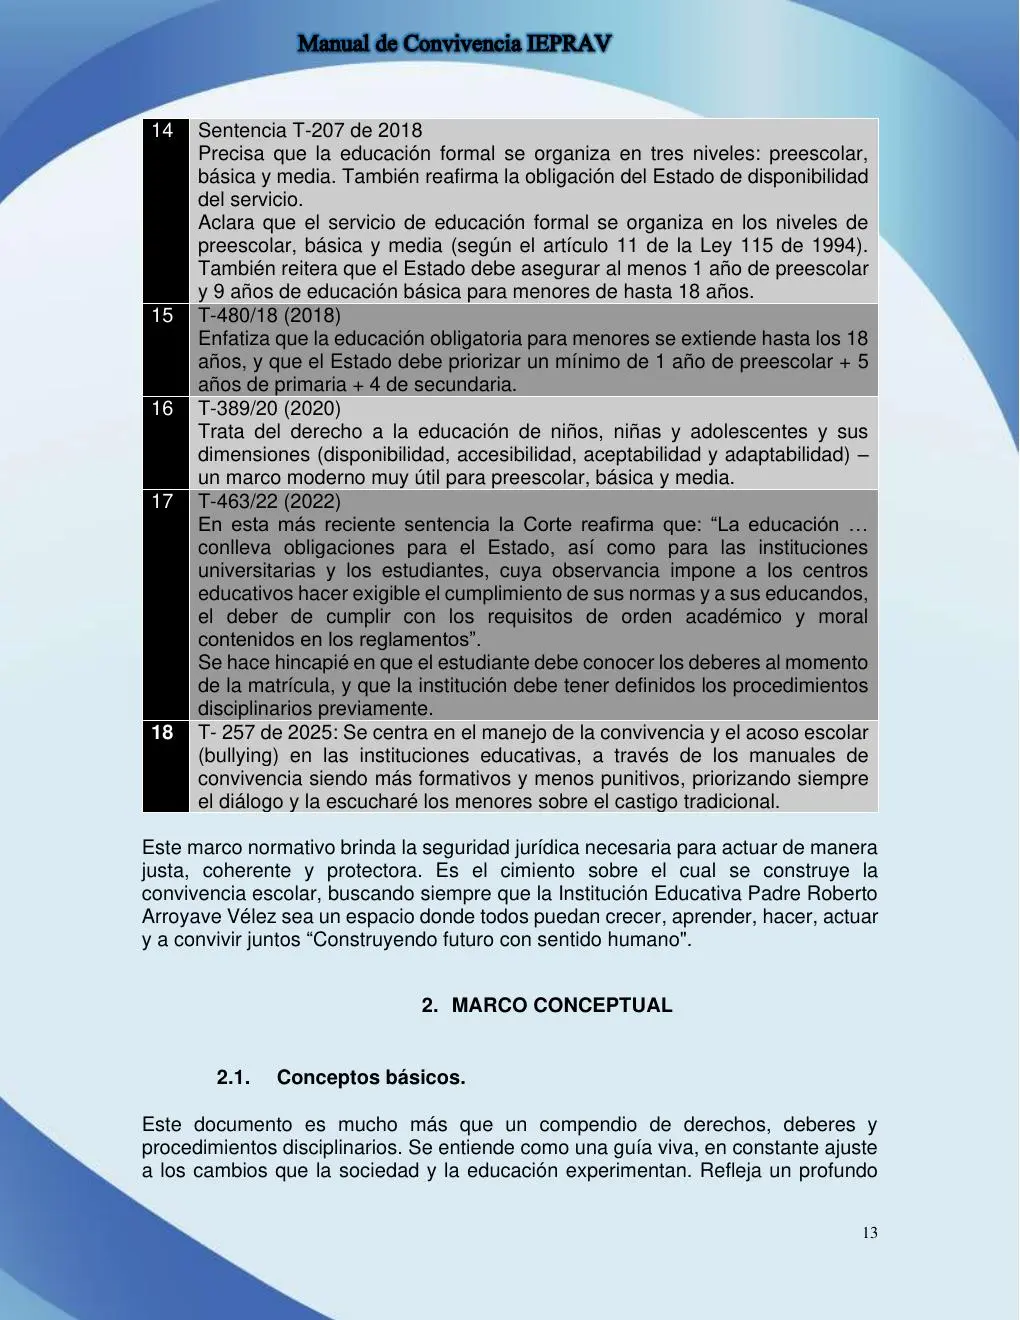 Manual de Convivencia IEPRAV
14 Sentencia T-207 de 2018
Precisa que la educación formal se organiza en tres niveles: preescolar,
básica y media. También reafirma la obligación del Estado de disponibilidad
del servicio.
Aclara que el servicio de educación formal se organiza en los niveles de
preescolar, básica y media (según el artículo 11 de la Ley 115 de 1994).
También reitera que el Estado debe asegurar al menos 1 año de preescolar
y 9 años de educación básica para menores de hasta 18 años.
15 T-480/18 (2018)
Enfatiza que la educación obligatoria para menores se extiende hasta los 18
años, y que el Estado debe priorizar un mínimo de 1 año de preescolar + 5
años de primaria + 4 de secundaria.
16 T-389/20 (2020)
Trata del derecho a la educación de niños, niñas y adolescentes y sus
dimensiones (disponibilidad, accesibilidad, aceptabilidad y adaptabilidad) –
un marco moderno muy útil para preescolar, básica y media.
17 T-463/22 (2022)
En esta más reciente sentencia la Corte reafirma que: “La educación …
conlleva obligaciones para el Estado, así como para las instituciones
universitarias y los estudiantes, cuya observancia impone a los centros
educativos hacer exigible el cumplimiento de sus normas y a sus educandos,
el deber de cumplir con los requisitos de orden académico y moral
contenidos en los reglamentos”.
Se hace hincapié en que el estudiante debe conocer los deberes al momento
de la matrícula, y que la institución debe tener definidos los procedimientos
disciplinarios previamente.
18 T- 257 de 2025: Se centra en el manejo de la convivencia y el acoso escolar
(bullying) en las instituciones educativas, a través de los manuales de
convivencia siendo más formativos y menos punitivos, priorizando siempre
el diálogo y la escucharé los menores sobre el castigo tradicional.
Este marco normativo brinda la seguridad jurídica necesaria para actuar de manera
justa, coherente y protectora. Es el cimiento sobre el cual se construye la
convivencia escolar, buscando siempre que la Institución Educativa Padre Roberto
Arroyave Vélez sea un espacio donde todos puedan crecer, aprender, hacer, actuar
y a convivir juntos “Construyendo futuro con sentido humano".
2. MARCO CONCEPTUAL
2.1. Conceptos básicos.
Este documento es mucho más que un compendio de derechos, deberes y
procedimientos disciplinarios. Se entiende como una guía viva, en constante ajuste
a los cambios que la sociedad y la educación experimentan. Refleja un profundo
13